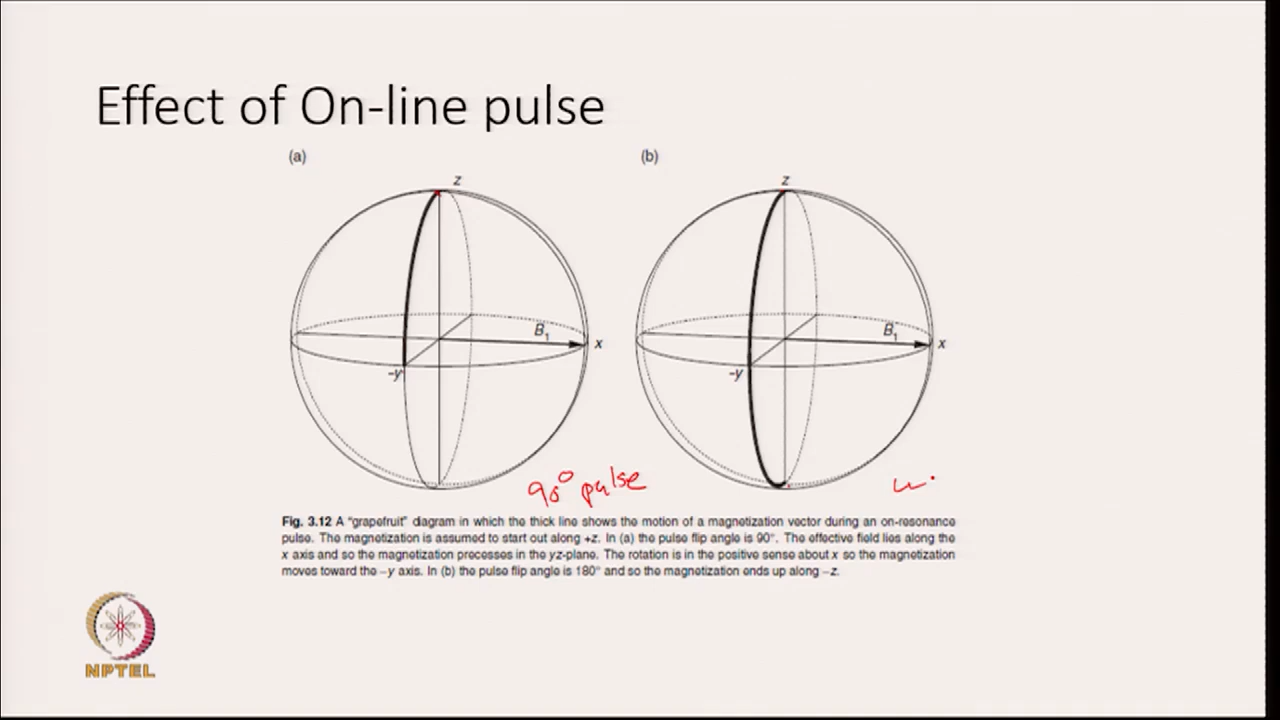 Effect of On-line pulse
(a)
(b)
z
z
B1
x
B1
x
-y
-y
90° pulse
Fig. 3.12 A "grapefruit" diagram in which the thick line shows the motion of a magnetization vector during an on-resonance
pulse. The magnetization is assumed to start out along +z. In (a) the pulse flip angle is 90°. The effective field lies along the
x axis and so the magnetization precesses in the yz-plane. The rotation is in the positive sense about x so the magnetization
moves toward the −y axis. In (b) the pulse flip angle is 180° and so the magnetization ends up along −z.
NPTEL